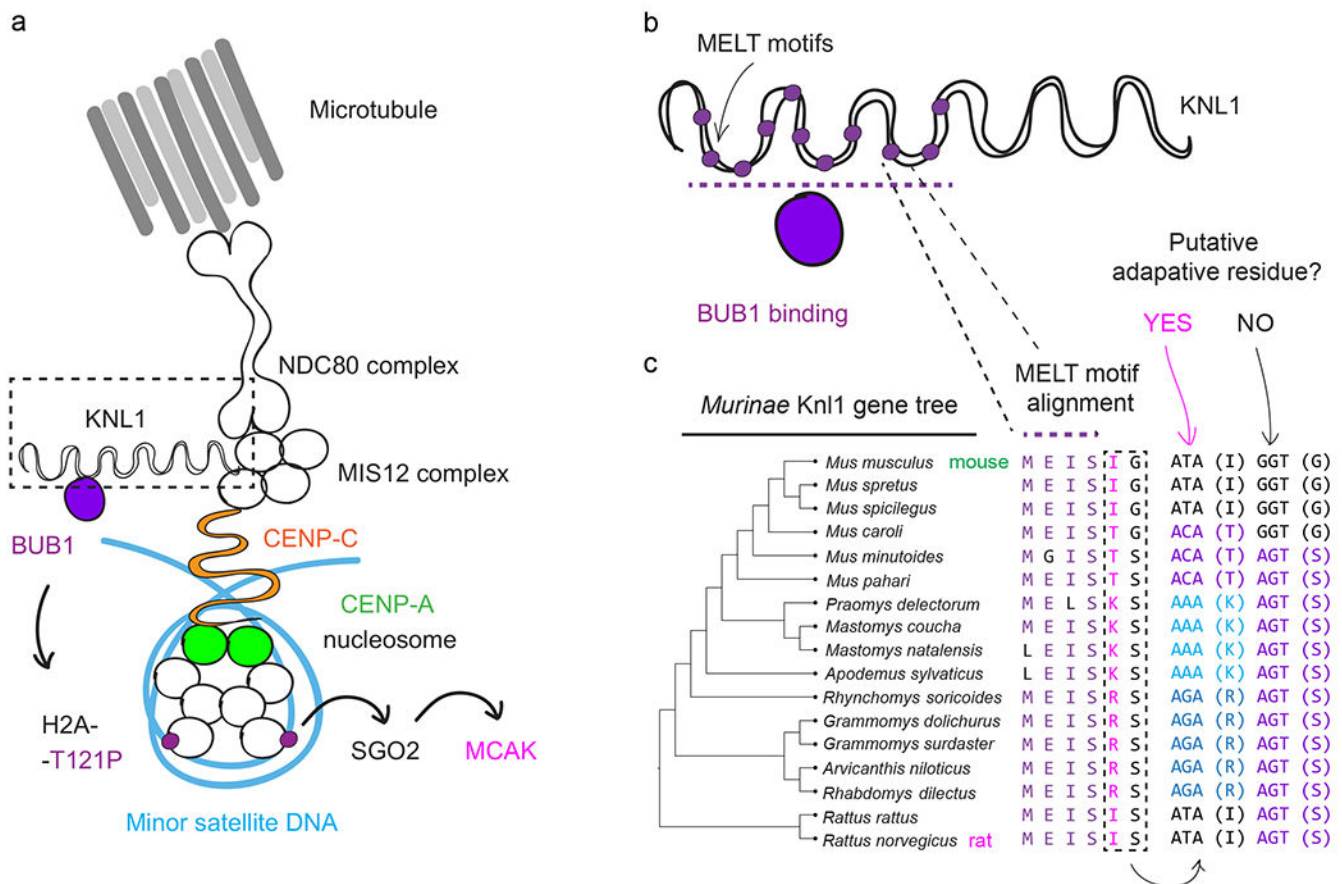 a
Microtubule
NDC80 complex
KNL1
MIS12 complex
BUB1
CENP-C
CENP-A
nucleosome
H2A-
-T121P
SGO2
MCAK
Minor satellite DNA
b
MELT motifs
KNL1
BUB1 binding
Putative
adapative residue?
YES NO
c
MELT motif
alignment
Murinae Knl1 gene tree
Mus musculus mouse M E I S I G ATA (I) GGT (G)
Mus spretus M E I S I G ATA (I) GGT (G)
Mus spicilegus M E I S I G ATA (I) GGT (G)
Mus caroli M E I S T G ACA (T) GGT (G)
Mus minutoides M G I S T S ACA (T) AGT (S)
Mus pahari M E I S T S ACA (T) AGT (S)
Praomys delectorum M E L S K S AAA (K) AGT (S)
Mastomys coucha M E I S K S AAA (K) AGT (S)
Mastomys natalensis L E I S K S AAA (K) AGT (S)
Apodemus sylvaticus L E I S K S AAA (K) AGT (S)
Rhynchomys soricoides M E I S R S AGA (R) AGT (S)
Grammomys dolichurus M E I S R S AGA (R) AGT (S)
Grammomys surdaster M E I S R S AGA (R) AGT (S)
Arvicanthis niloticus M E I S R S AGA (R) AGT (S)
Rhabdomys dilectus M E I S R S AGA (R) AGT (S)
Rattus rattus M E I S I S ATA (I) AGT (S)
Rattus norvegicus rat M E I S I S ATA (I) AGT (S)